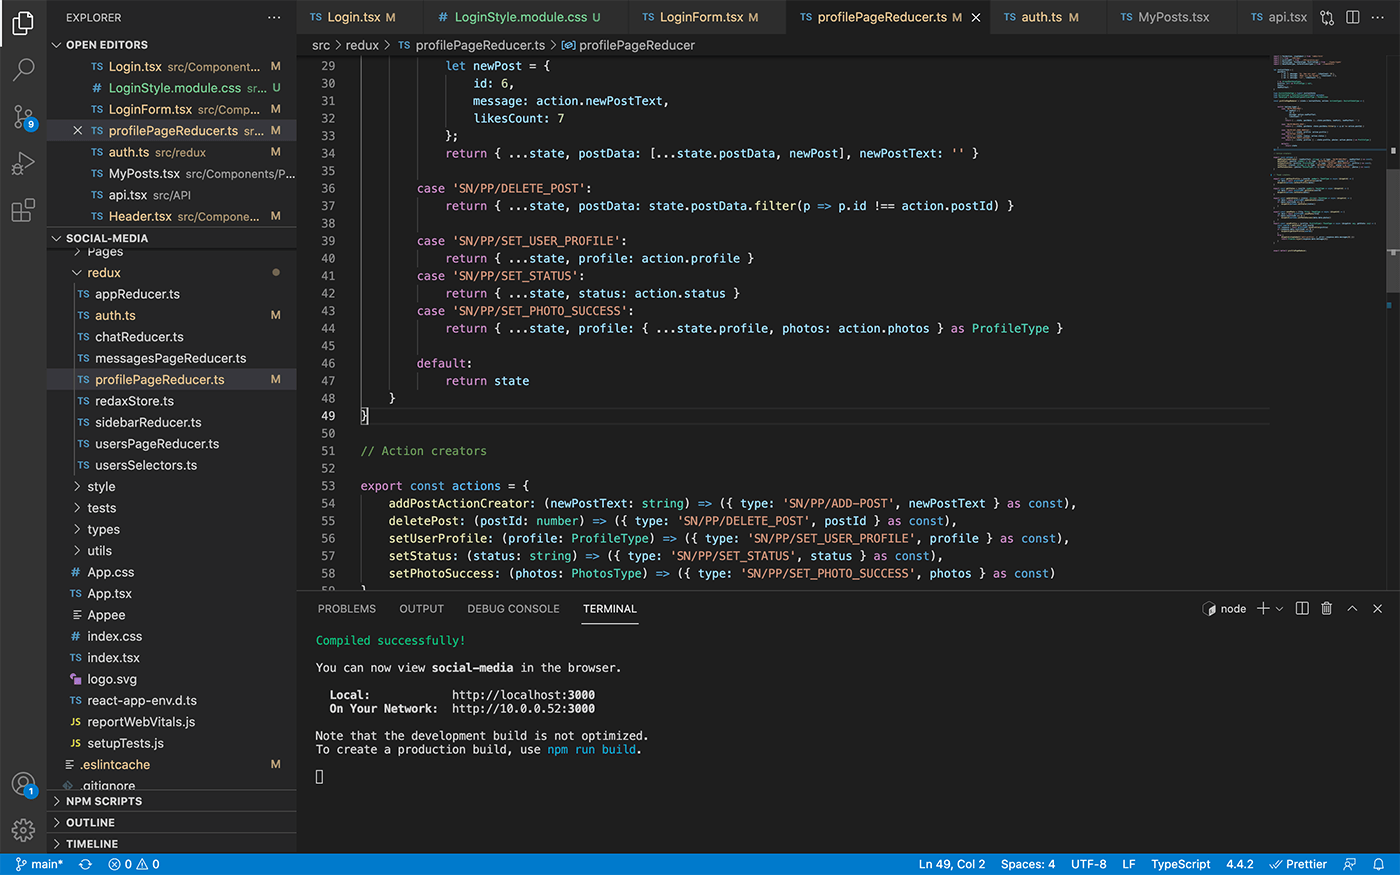 EXPLORER
OPEN EDITORS
TS Login.tsx src/Component... M
# LoginStyle.module.css sr... U
TS LoginForm.tsx src/Comp... M
TS profilePageReducer.ts sr... M
TS auth.ts src/redux M
TS MyPosts.tsx src/Components/P...
TS api.tsx src/API
TS Header.tsx src/Compone... M
SOCIAL-MEDIA
Pages
redux
TS appReducer.ts
TS auth.ts M
TS chatReducer.ts
TS messagesPageReducer.ts
TS profilePageReducer.ts M
TS redaxStore.ts
TS sidebarReducer.ts
TS usersPageReducer.ts
TS usersSelectors.ts
style
tests
types
utils
# App.css
TS App.tsx
Appee
# index.css
TS index.tsx
logo.svg
TS react-app-env.d.ts
JS reportWebVitals.js
JS setupTests.js
.eslintcache M
.gitignore
NPM SCRIPTS
OUTLINE
TIMELINE
9
1
TS Login.tsx M # LoginStyle.module.css U TS LoginForm.tsx M TS profilePageReducer.ts M TS auth.ts M TS MyPosts.tsx TS api.tsx
src > redux > TS profilePageReducer.ts > profilePageReducer
29 let newPost = {
30 id: 6,
31 message: action.newPostText,
32 likesCount: 7
33 };
34 return { ...state, postData: [...state.postData, newPost], newPostText: '' }
35
36 case 'SN/PP/DELETE_POST':
37 return { ...state, postData: state.postData.filter(p => p.id !== action.postId) }
38
39 case 'SN/PP/SET_USER_PROFILE':
40 return { ...state, profile: action.profile }
41 case 'SN/PP/SET_STATUS':
42 return { ...state, status: action.status }
43 case 'SN/PP/SET_PHOTO_SUCCESS':
44 return { ...state, profile: { ...state.profile, photos: action.photos } as ProfileType }
45
46 default:
47 return state
48 }
49 }
50
51 // Action creators
52
53 export const actions = {
54 addPostActionCreator: (newPostText: string) => ({ type: 'SN/PP/ADD-POST', newPostText } as const),
55 deletePost: (postId: number) => ({ type: 'SN/PP/DELETE_POST', postId } as const),
56 setUserProfile: (profile: ProfileType) => ({ type: 'SN/PP/SET_USER_PROFILE', profile } as const),
57 setStatus: (status: string) => ({ type: 'SN/PP/SET_STATUS', status } as const),
58 setPhotoSuccess: (photos: PhotosType) => ({ type: 'SN/PP/SET_PHOTO_SUCCESS', photos } as const)
59 }
PROBLEMS OUTPUT DEBUG CONSOLE TERMINAL node
Compiled successfully!
You can now view social-media in the browser.
Local: http://localhost:3000
On Your Network: http://10.0.0.52:3000
Note that the development build is not optimized.
To create a production build, use npm run build.
main* 0 0 Ln 49, Col 2 Spaces: 4 UTF-8 LF TypeScript 4.4.2 Prettier